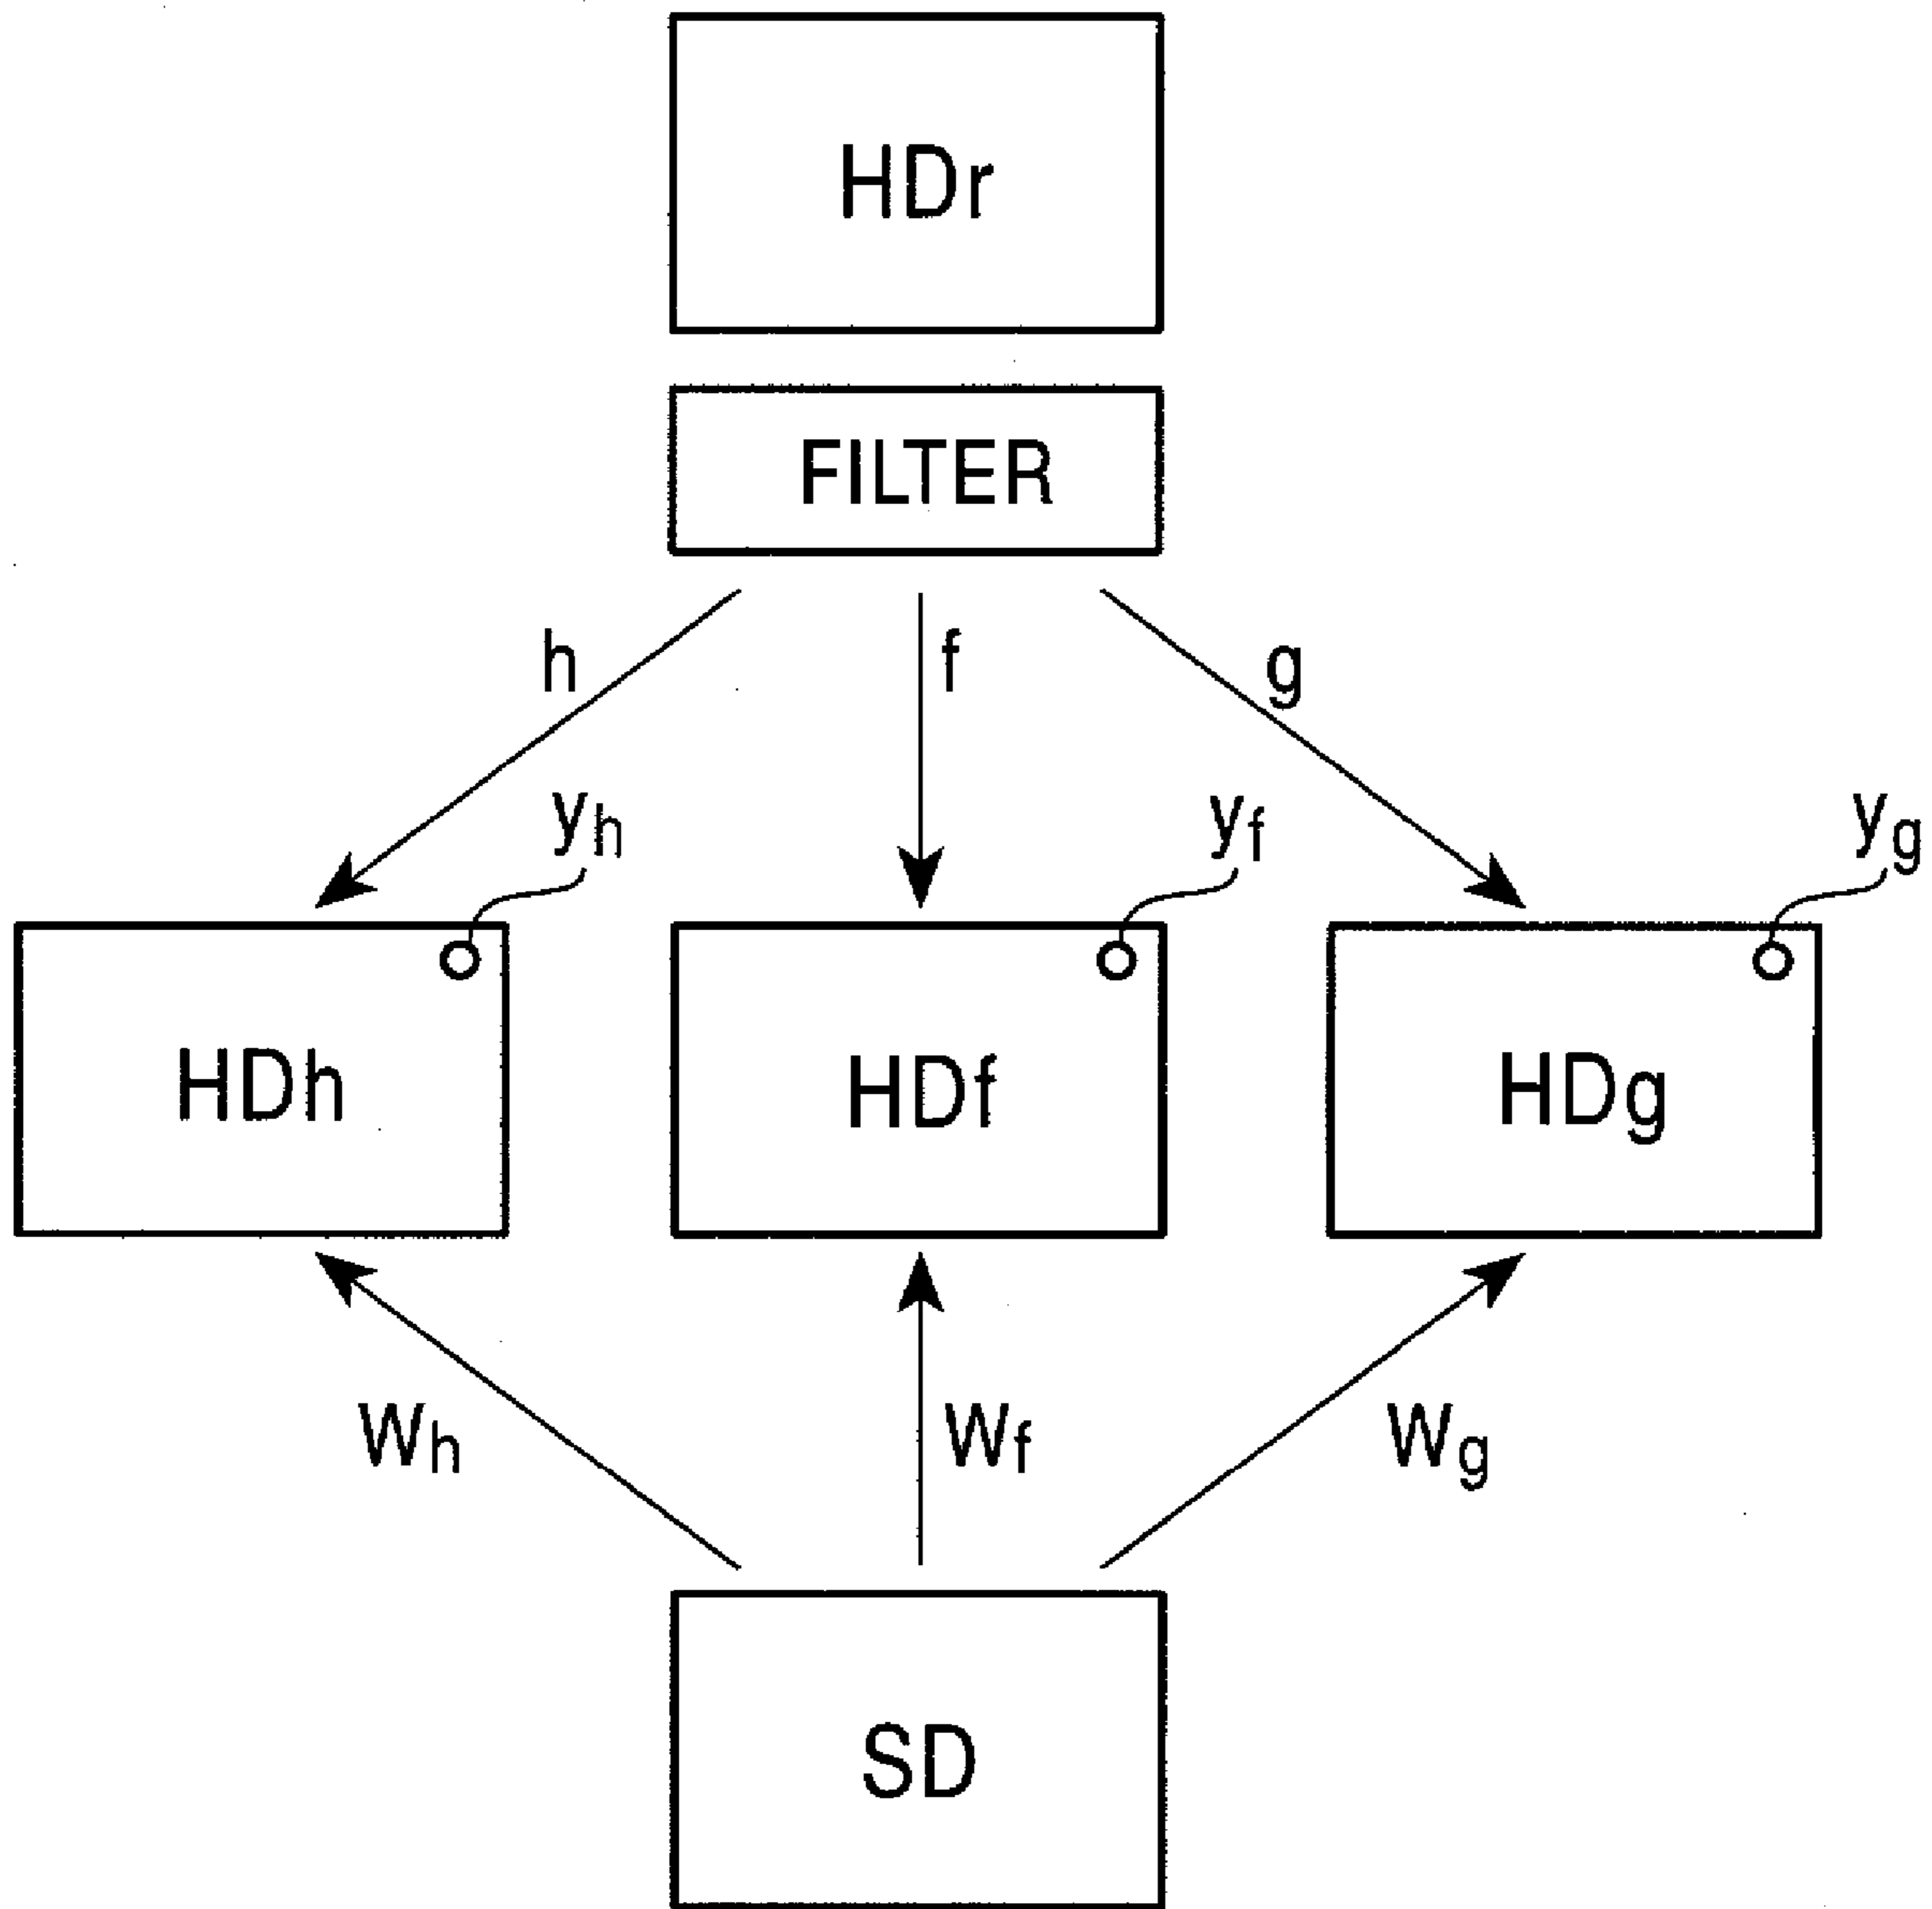 HDr
FILTER
h f g
yh yf yg
HDh HDf HDg
Wh Wf Wg
SD